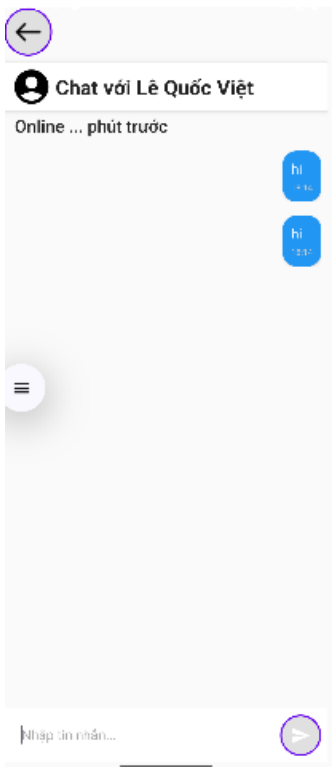 Chat với Lê Quốc Việt
Online ... phút trước
hi
hi
Nhập tin nhắn...